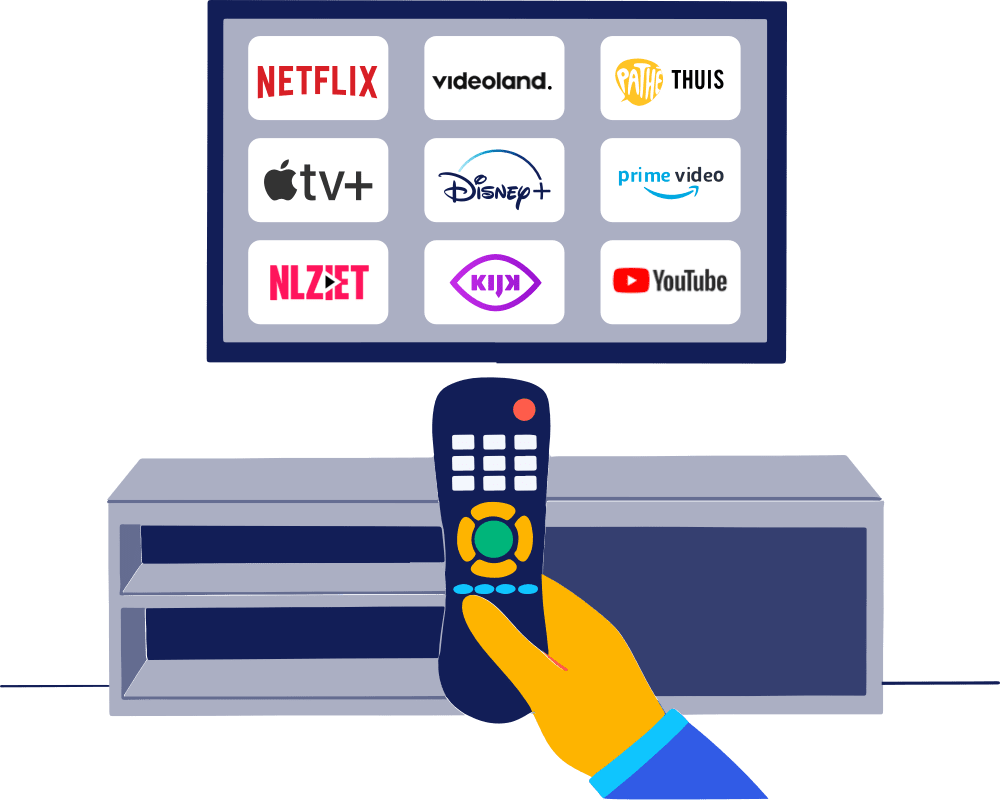 NETFLIX
videoland.
PATHE THUIS
tv+
Disney+
prime video
NLZIET
KIJK
YouTube